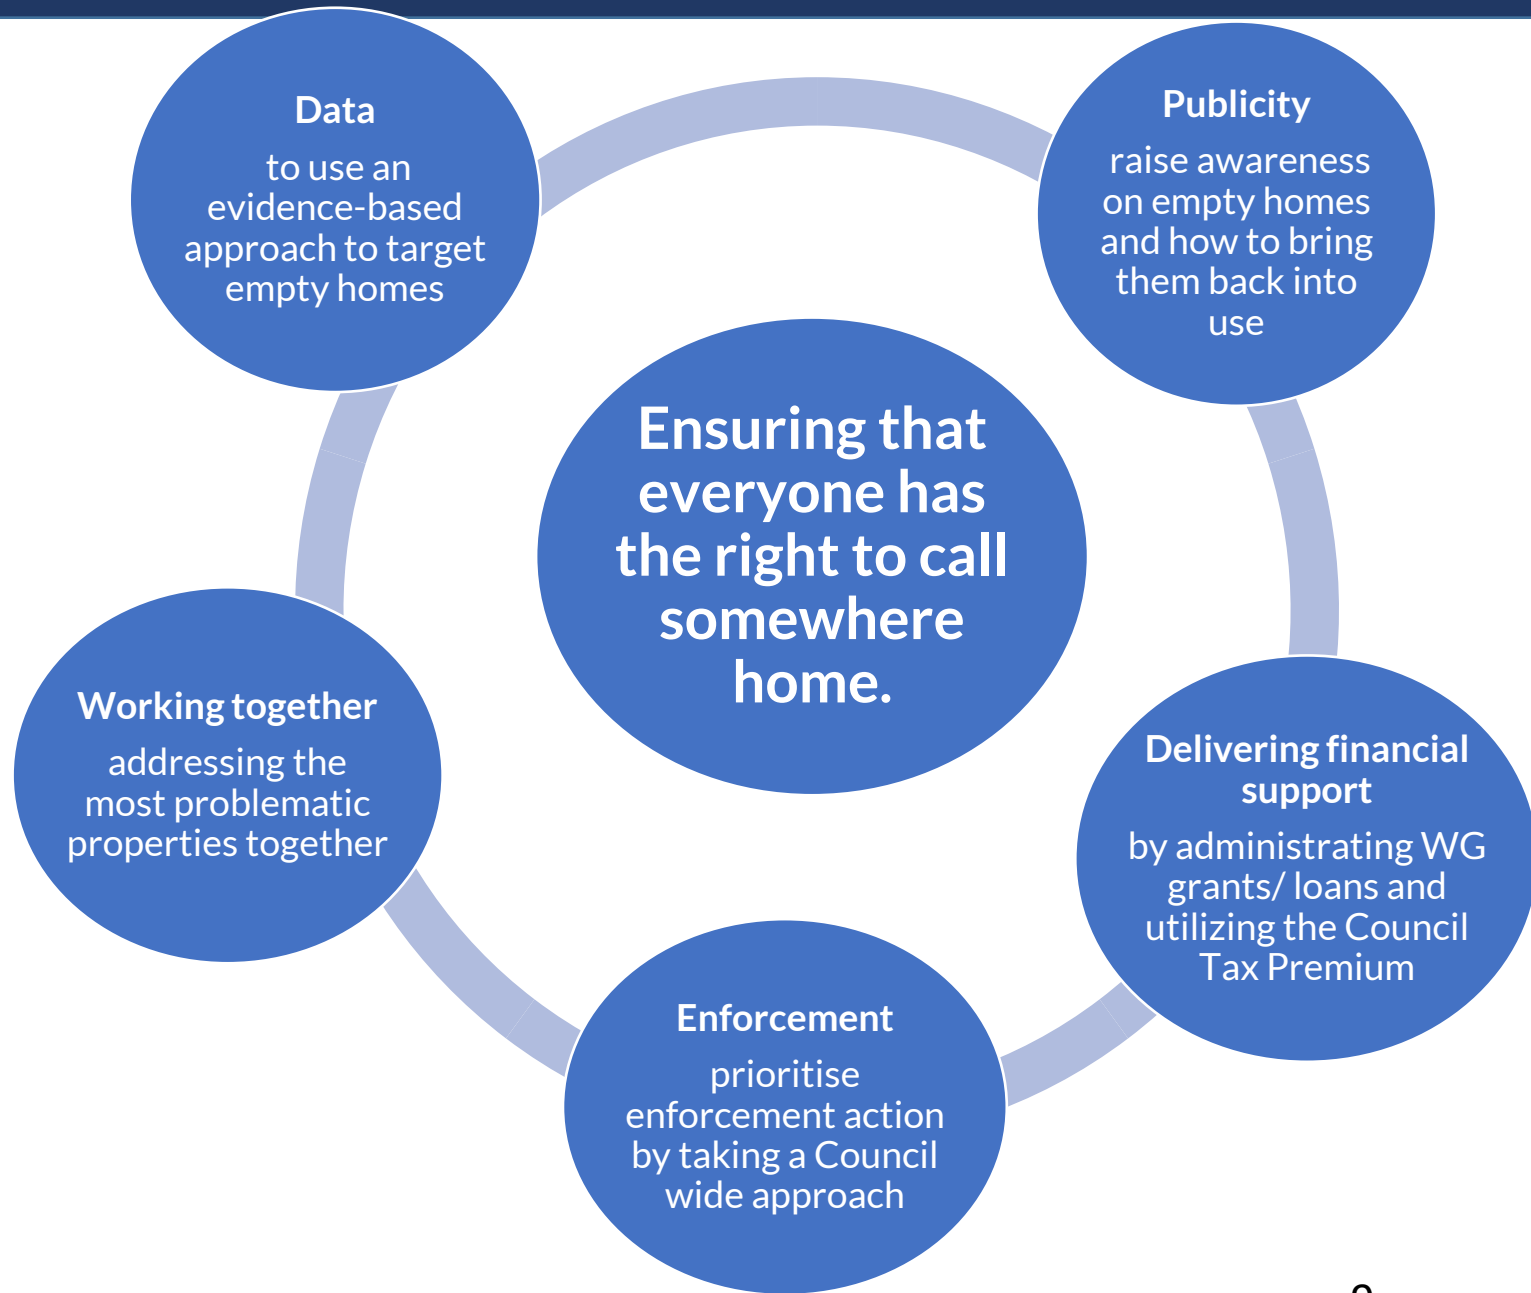 Data
to use an
evidence-based
approach to target
empty homes
Publicity
raise awareness
on empty homes
and how to bring
them back into
use
Ensuring that
everyone has
the right to call
somewhere
home.
Working together
addressing the
most problematic
properties together
Delivering financial
support
by administrating WG
grants/ loans and
utilizing the Council
Tax Premium
Enforcement
prioritise
enforcement action
by taking a Council
wide approach